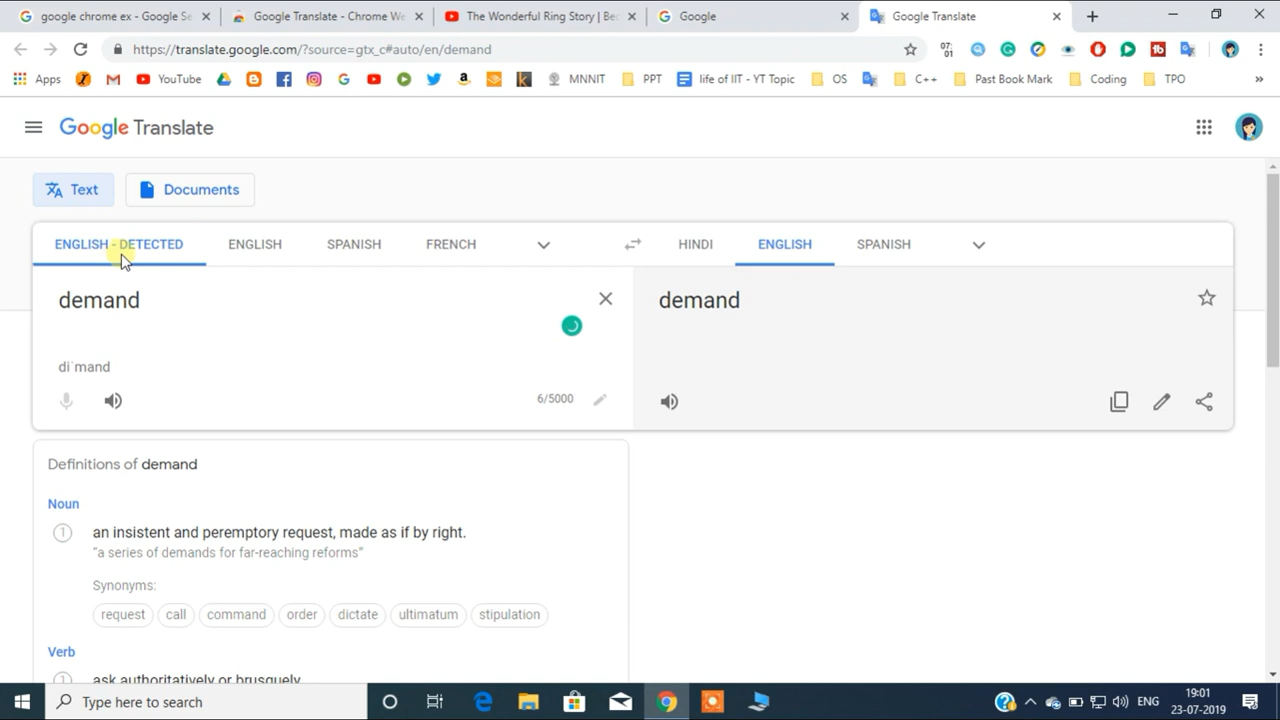 google chrome ex - Google Se
Google Translate - Chrome We
The Wonderful Ring Story | Be
Google
Google Translate
https://translate.google.com/?source=gtx_c#auto/en/demand
07:
01
Apps
YouTube
MNNIT
PPT
life of IIT - YT Topic
OS
C++
Past Book Mark
Coding
TPO
»
Google Translate
Text
Documents
ENGLISH - DETECTED
ENGLISH
SPANISH
FRENCH
HINDI
ENGLISH
SPANISH
demand
demand
di`mand
6/5000
Definitions of demand
Noun
1 an insistent and peremptory request, made as if by right.
"a series of demands for far-reaching reforms"
Synonyms:
request call command order dictate ultimatum stipulation
Verb
1 ask authoritatively or brusquely.
Type here to search
ENG
19:01
23-07-2019